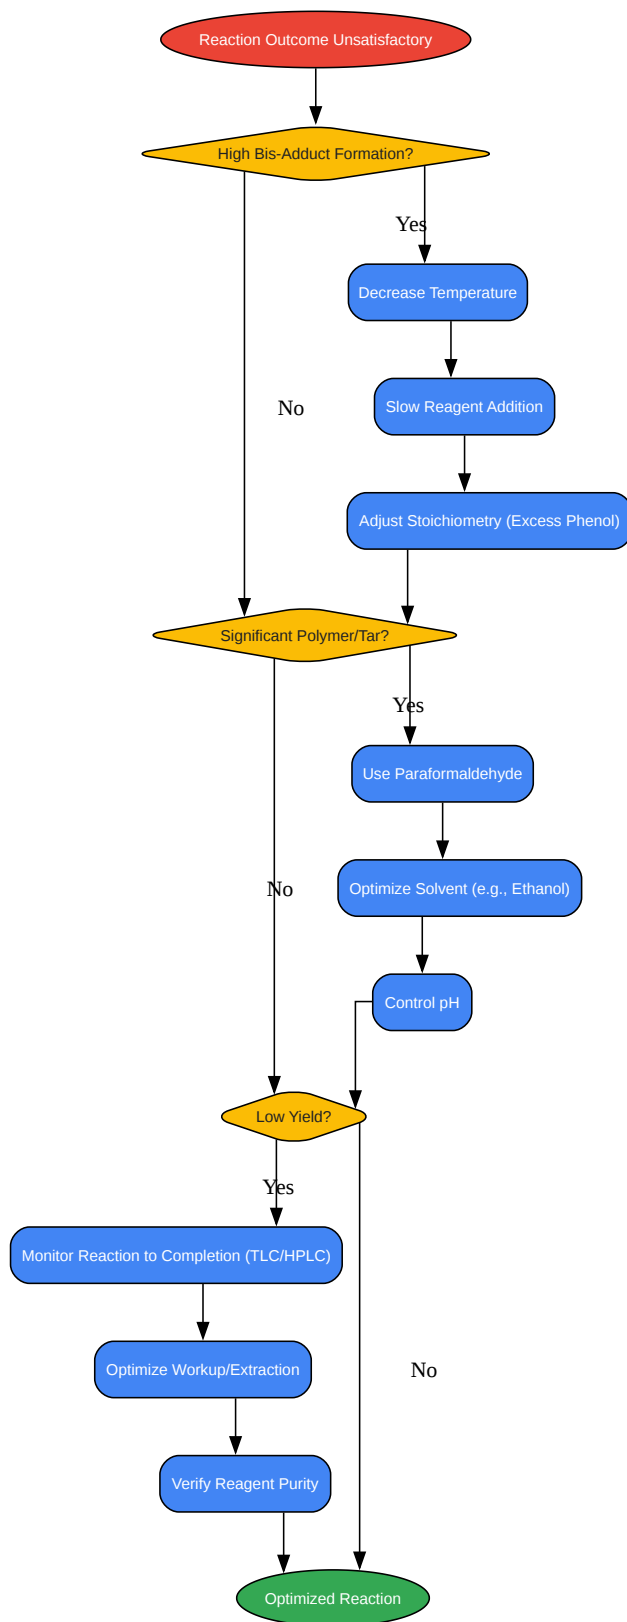 Reaction Outcome Unsatisfactory
High Bis-Adduct Formation?
Yes
Decrease Temperature
Slow Reagent Addition
No
Adjust Stoichiometry (Excess Phenol)
Significant Polymer/Tar?
Yes
Use Paraformaldehyde
Optimize Solvent (e.g., Ethanol)
No
Control pH
Low Yield?
Yes
Monitor Reaction to Completion (TLC/HPLC)
Optimize Workup/Extraction
No
Verify Reagent Purity
Optimized Reaction